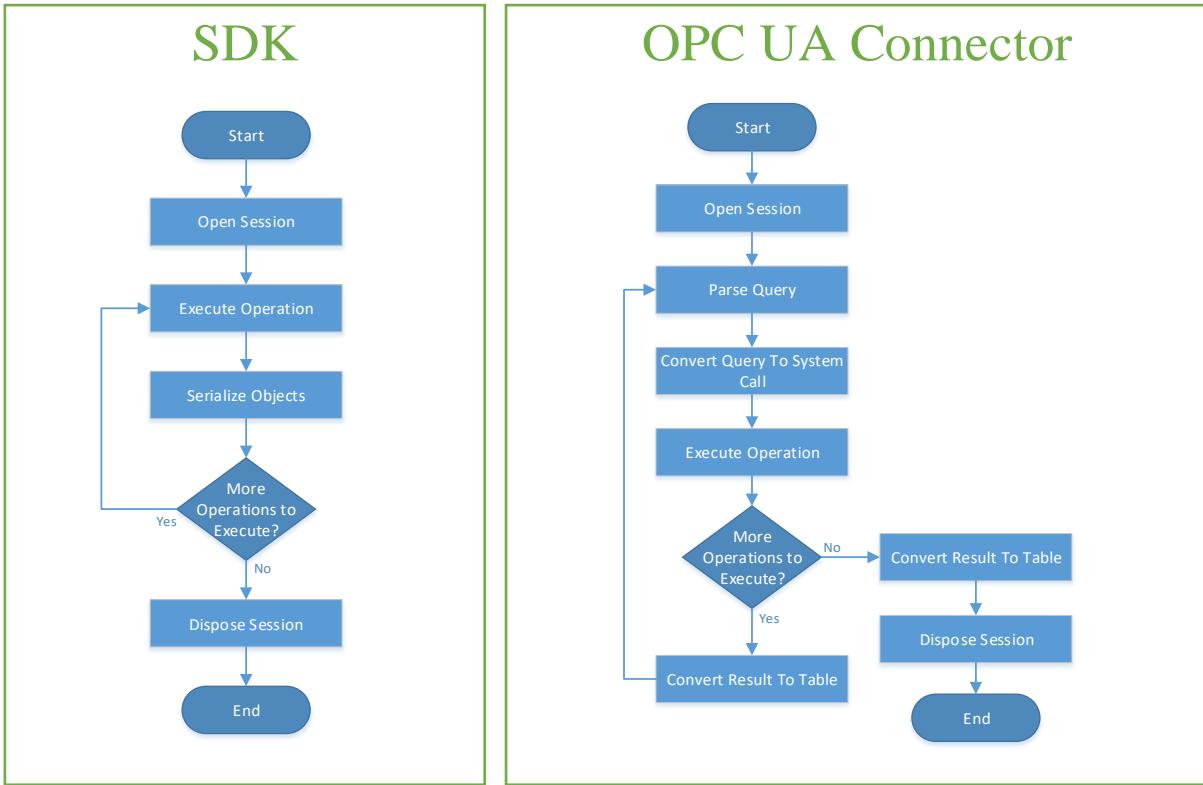 SDK
Start
Open Session
Execute Operation
Serialize Objects
More
Operations to
Execute?
Yes
No
Dispose Session
End
OPC UA Connector
Start
Open Session
Parse Query
Convert Query To System
Call
Execute Operation
More
Operations to
Execute?
No
Convert Result To Table
Yes
Dispose Session
Convert Result To Table
End